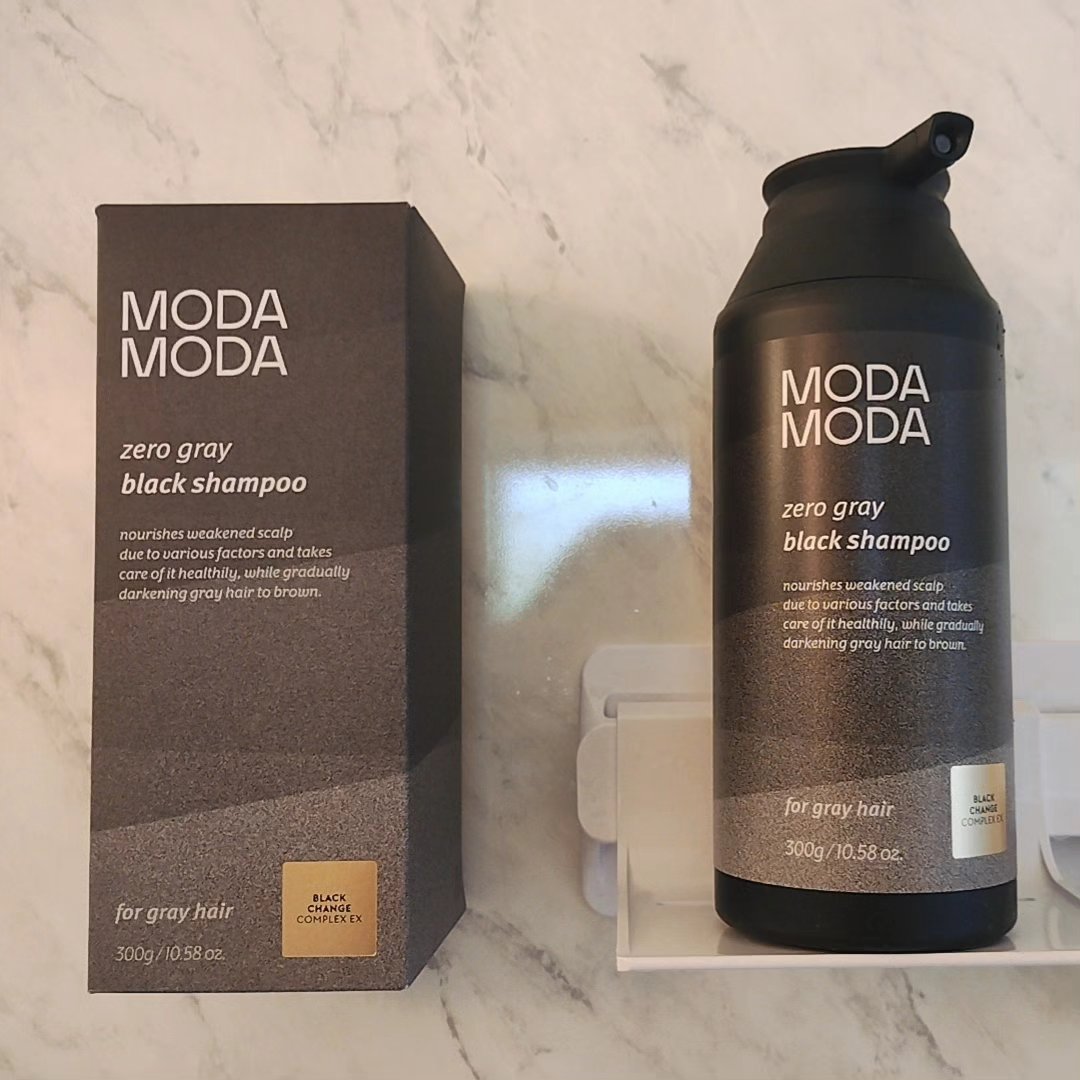 MODA
MODA
zero gray
black shampoo
nourishes weakened scalp
due to various factors and takes
care of it healthily, while gradually
darkening gray hair to brown.
for gray hair
300g/10.58 oz.
BLACK
CHANGE
COMPLEX EX
MODA
MODA
zero gray
black shampoo
nourishes weakened scalp
due to various factors and takes
care of it healthily, while gradually
darkening gray hair to brown.
for gray hair
300g/10.58 oz.
BLACK
CHANGE
COMPLEX EX